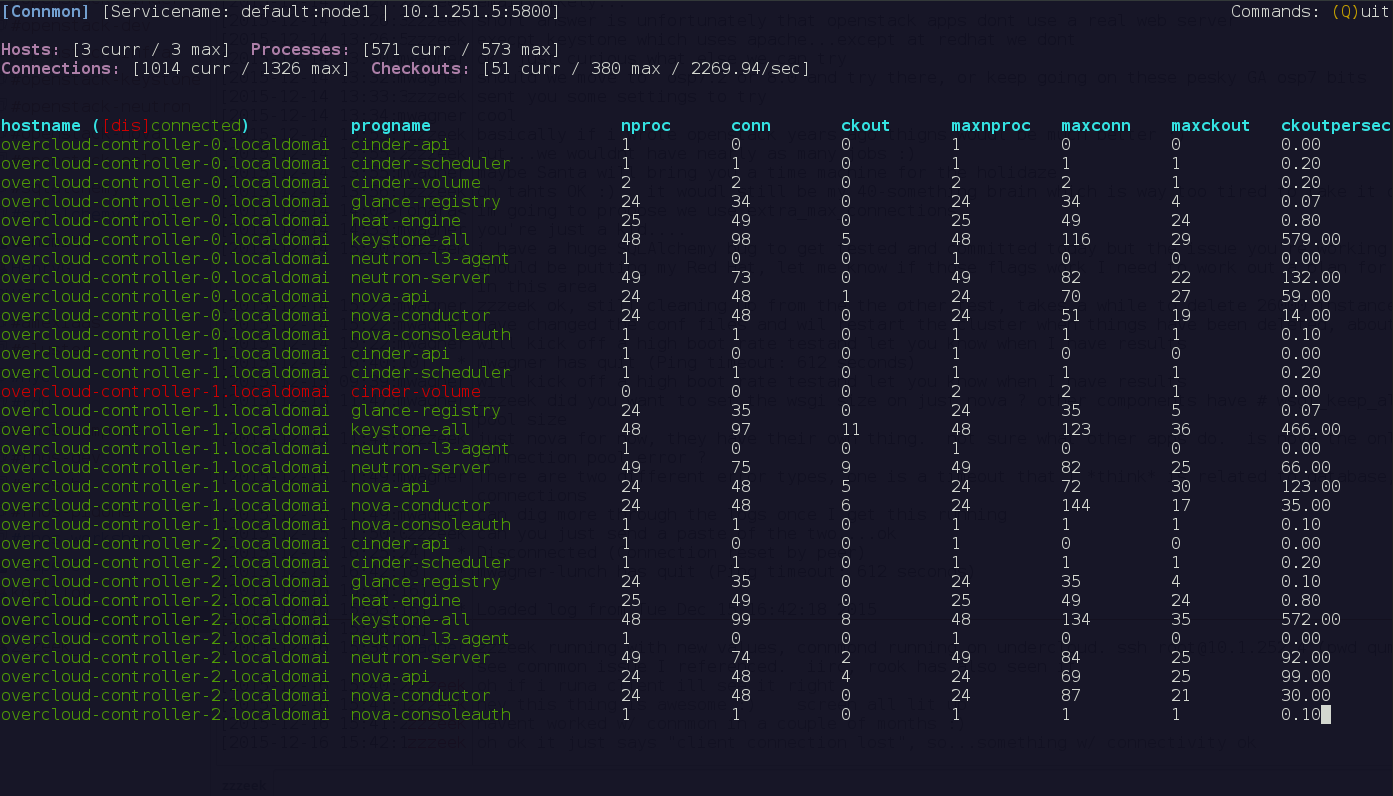 [Connmon] [Servicename: default:node1 | 10.1.251.5:5800] Commands: (Q)uit
Hosts: [3 curr / 3 max] Processes: [571 curr / 573 max]
Connections: [1014 curr / 1326 max] Checkouts: [51 curr / 380 max / 2269.94/sec]
hostname ([dis]connected) progname nproc conn ckout maxnproc maxconn maxckout ckoutpersec
overcloud-controller-0.localdomai cinder-api 1 0 0 1 0 0 0.00
overcloud-controller-0.localdomai cinder-scheduler 1 1 0 1 1 1 0.20
overcloud-controller-0.localdomai cinder-volume 2 2 0 2 2 1 0.20
overcloud-controller-0.localdomai glance-registry 24 34 0 24 34 4 0.07
overcloud-controller-0.localdomai heat-engine 25 49 0 25 49 24 0.80
overcloud-controller-0.localdomai keystone-all 48 98 5 48 116 29 579.00
overcloud-controller-0.localdomai neutron-l3-agent 1 0 0 1 0 0 0.00
overcloud-controller-0.localdomai neutron-server 49 73 0 49 82 22 132.00
overcloud-controller-0.localdomai nova-api 24 48 1 24 70 27 59.00
overcloud-controller-0.localdomai nova-conductor 24 48 0 24 51 19 14.00
overcloud-controller-0.localdomai nova-consoleauth 1 1 0 1 1 1 0.10
overcloud-controller-1.localdomai cinder-api 1 0 0 1 0 0 0.00
overcloud-controller-1.localdomai cinder-scheduler 1 1 0 1 1 1 0.20
overcloud-controller-1.localdomai cinder-volume 0 0 0 2 2 1 0.00
overcloud-controller-1.localdomai glance-registry 24 35 0 24 35 5 0.07
overcloud-controller-1.localdomai keystone-all 48 97 11 48 123 36 466.00
overcloud-controller-1.localdomai neutron-l3-agent 1 0 0 1 0 0 0.00
overcloud-controller-1.localdomai neutron-server 49 75 9 49 82 25 66.00
overcloud-controller-1.localdomai nova-api 24 48 5 24 72 30 123.00
overcloud-controller-1.localdomai nova-conductor 24 48 6 24 144 17 35.00
overcloud-controller-1.localdomai nova-consoleauth 1 1 0 1 1 1 0.10
overcloud-controller-2.localdomai cinder-api 1 0 0 1 0 0 0.00
overcloud-controller-2.localdomai cinder-scheduler 1 1 0 1 1 1 0.20
overcloud-controller-2.localdomai glance-registry 24 35 0 24 35 4 0.10
overcloud-controller-2.localdomai heat-engine 25 49 0 25 49 24 0.80
overcloud-controller-2.localdomai keystone-all 48 99 8 48 134 35 572.00
overcloud-controller-2.localdomai neutron-l3-agent 1 0 0 1 0 0 0.00
overcloud-controller-2.localdomai neutron-server 49 74 2 49 84 25 92.00
overcloud-controller-2.localdomai nova-api 24 48 4 24 69 25 99.00
overcloud-controller-2.localdomai nova-conductor 24 48 0 24 87 21 30.00
overcloud-controller-2.localdomai nova-consoleauth 1 1 0 1 1 1 0.10